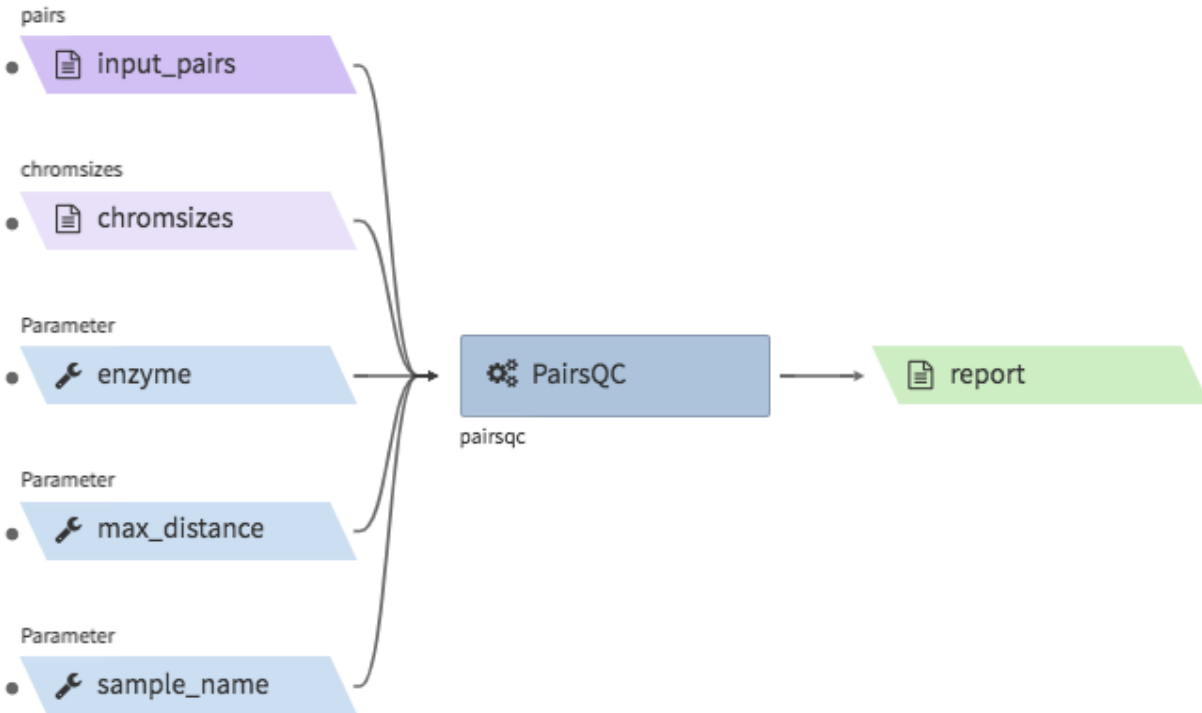 pairs
input_pairs
chromsizes
chromsizes
Parameter
enzyme
PairsQC
pairsqc
report
Parameter
max_distance
Parameter
sample_name